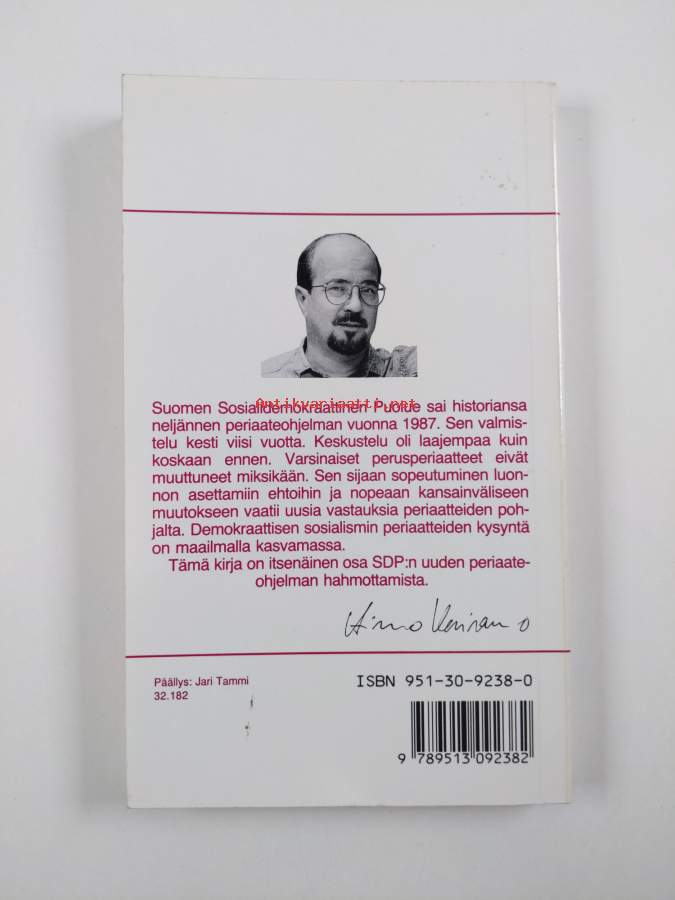 Antikvariaatti.net
Suomen Sosialidemokraattinen Puolue sai historiansa
neljännen periaateohjelman vuonna 1987. Sen valmis-
telu kesti viisi vuotta. Keskustelu oli laajempaa kuin
koskaan ennen. Varsinaiset perusperiaatteet eivät
muuttuneet miksikään. Sen sijaan sopeutuminen luon-
non asettamiin ehtoihin ja nopeaan kansainväliseen
muutokseen vaatii uusia vastauksia periaatteiden poh-
jalta. Demokraattisen sosialismin periaatteiden kysyntä
on maailmalla kasvamassa.
Tämä kirja on itsenäinen osa SDP:n uuden periaate-
ohjelman hahmottamista.
Päällys: Jari Tammi
32.182
ISBN 951-30-9238-0
9 789513 092382